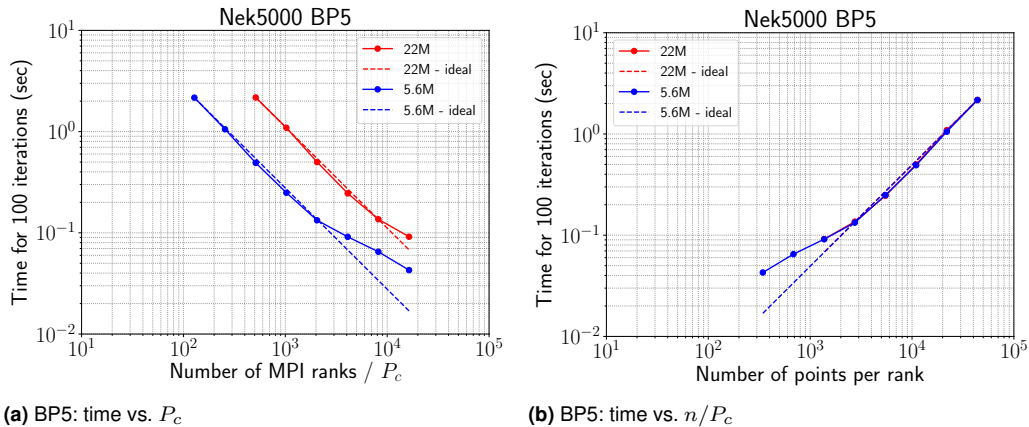 Nek5000 BP5
Time for 100 iterations (sec)
10^1
10^0
10^{-1}
10^{-2}
22M
22M - ideal
5.6M
5.6M - ideal
10^1 10^2 10^3 10^4 10^5
Number of MPI ranks / P_c
(a) BP5: time vs. P_c
Nek5000 BP5
Time for 100 iterations (sec)
10^1
10^0
10^{-1}
10^{-2}
22M
22M - ideal
5.6M
5.6M - ideal
10^1 10^2 10^3 10^4 10^5
Number of points per rank
(b) BP5: time vs. n/P_c